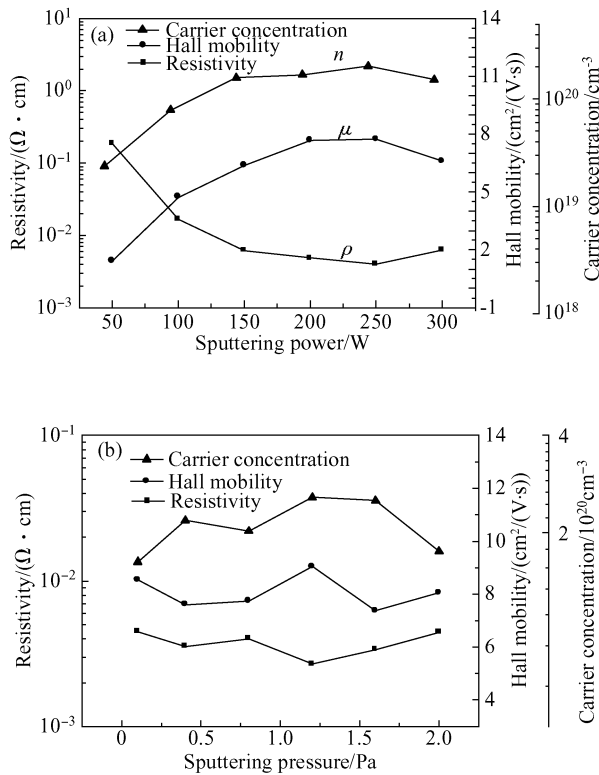 (a)
Carrier concentration
Hall mobility
Resistivity
n
μ
ρ
10¹
10⁰
10⁻¹
10⁻²
10⁻³
Resistivity/(Ω · cm)
14
11
8
5
2
-1
Hall mobility/(cm²/(V·s))
10²⁰
10¹⁹
10¹⁸
Carrier concentration/cm⁻³
50 100 150 200 250 300
Sputtering power/W
(b)
Carrier concentration
Hall mobility
Resistivity
10⁻¹
10⁻²
10⁻³
Resistivity/(Ω · cm)
14
12
10
8
6
4
Hall mobility/(cm²/(V·s))
4
2
Carrier concentration/10²⁰cm⁻³
0 0.5 1.0 1.5 2.0
Sputtering pressure/Pa